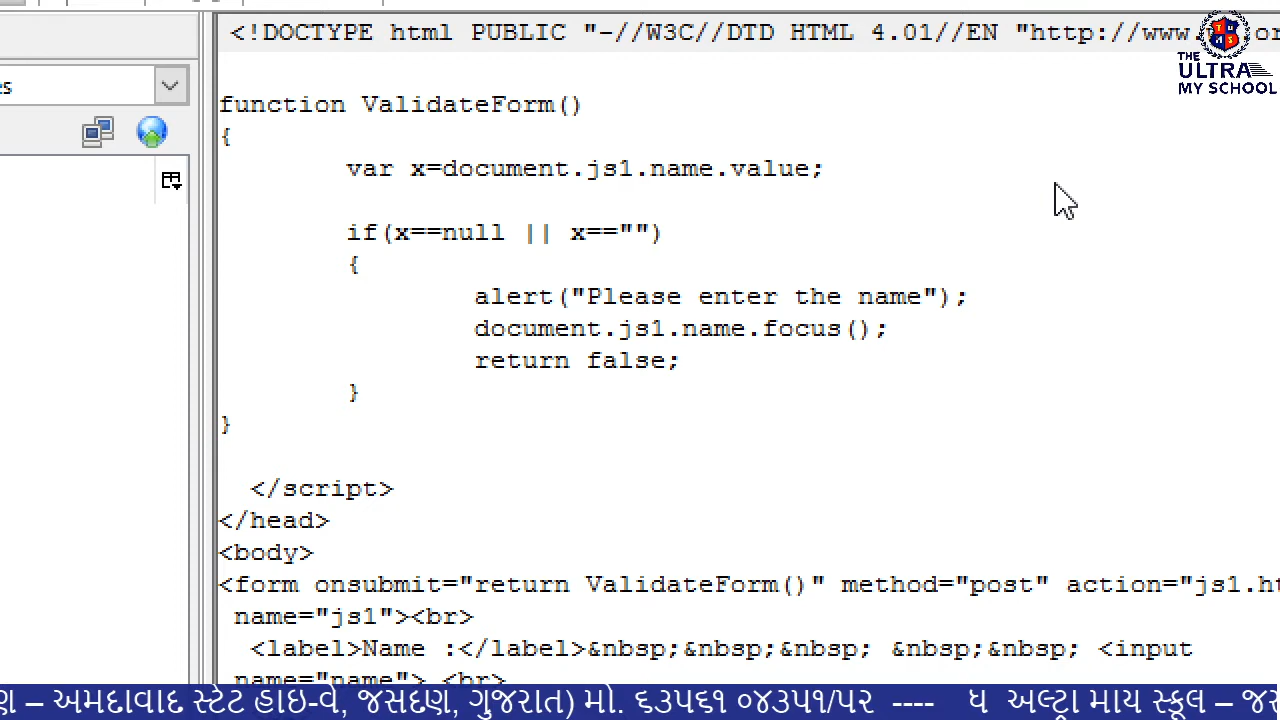 <!DOCTYPE html PUBLIC "-//W3C//DTD HTML 4.01//EN "http://www.
THE
ULTRA
MY SCHOOL
function ValidateForm()
{
var x=document.js1.name.value;
if(x==null || x=="")
{
alert("Please enter the name");
document.js1.name.focus();
return false;
}
}
</script>
</head>
<body>
<form onsubmit="return ValidateForm()" method="post" action="js1.ht
name="js1"><br>
<label>Name :</label>&nbsp;&nbsp;&nbsp; &nbsp;&nbsp; <input
name="name"> <br>
– અમદાવાદ સ્ટેટ હાઇ-વે, જસદણ, ગુજરાત) મો. ૬૩૫૬૧ ૦૪૩૫૧/૫૨ ---- ધ અલ્ટ્રા માય સ્કૂલ –